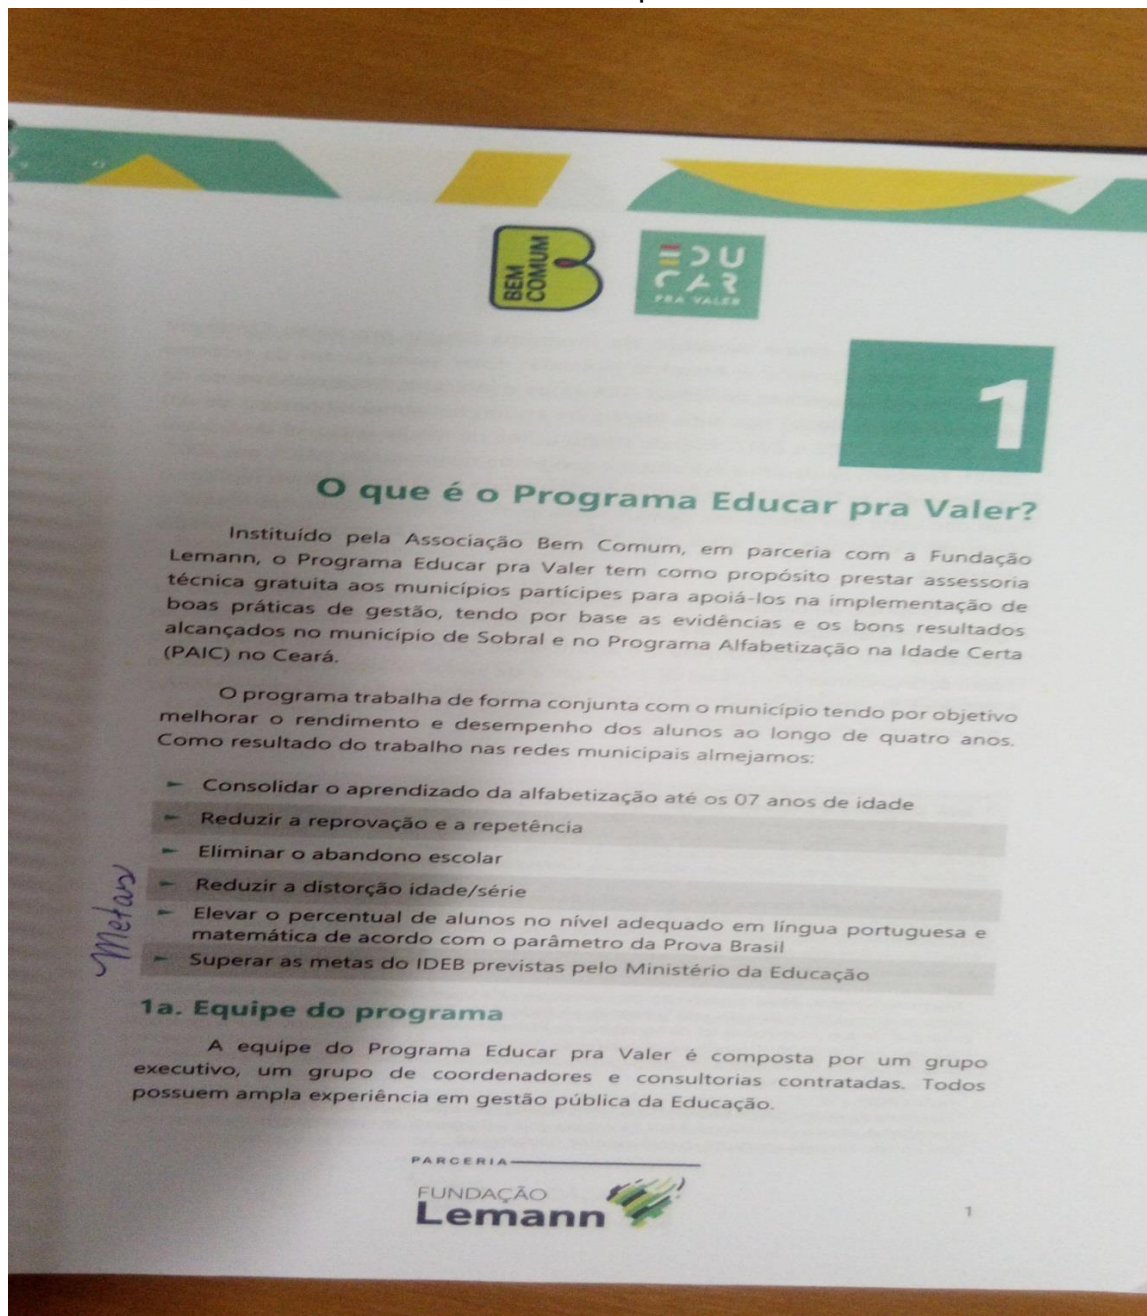 BEM
COMUM
EDU
CAR
PRA VALER
1
O que é o Programa Educar pra Valer?
Instituído pela Associação Bem Comum, em parceria com a Fundação
Lemann, o Programa Educar pra Valer tem como propósito prestar assessoria
técnica gratuita aos municípios partícipes para apoiá-los na implementação de
boas práticas de gestão, tendo por base as evidências e os bons resultados
alcançados no município de Sobral e no Programa Alfabetização na Idade Certa
(PAIC) no Ceará.
O programa trabalha de forma conjunta com o município tendo por objetivo
melhorar o rendimento e desempenho dos alunos ao longo de quatro anos.
Como resultado do trabalho nas redes municipais almejamos:
Consolidar o aprendizado da alfabetização até os 07 anos de idade
Reduzir a reprovação e a repetência
Eliminar o abandono escolar
Reduzir a distorção idade/série
Elevar o percentual de alunos no nível adequado em língua portuguesa e
matemática de acordo com o parâmetro da Prova Brasil
Superar as metas do IDEB previstas pelo Ministério da Educação
Metas
1a. Equipe do programa
A equipe do Programa Educar pra Valer é composta por um grupo
executivo, um grupo de coordenadores e consultorias contratadas. Todos
possuem ampla experiência em gestão pública da Educação.
PARCERIA
FUNDAÇÃO
Lemann
1